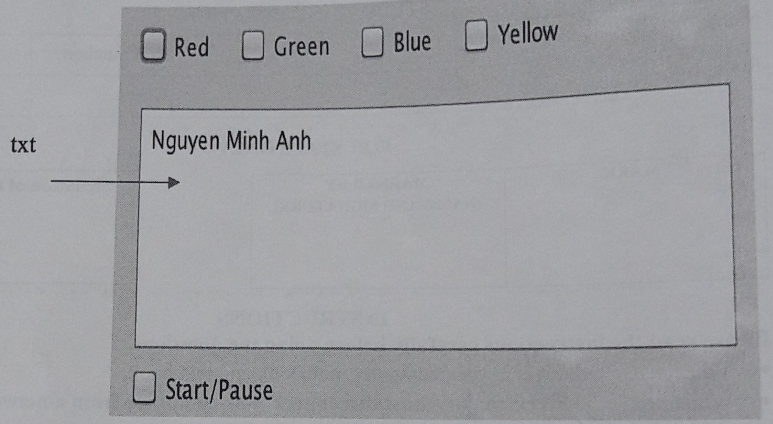 Red Green Blue Yellow
txt
Nguyen Minh Anh
Start/Pause